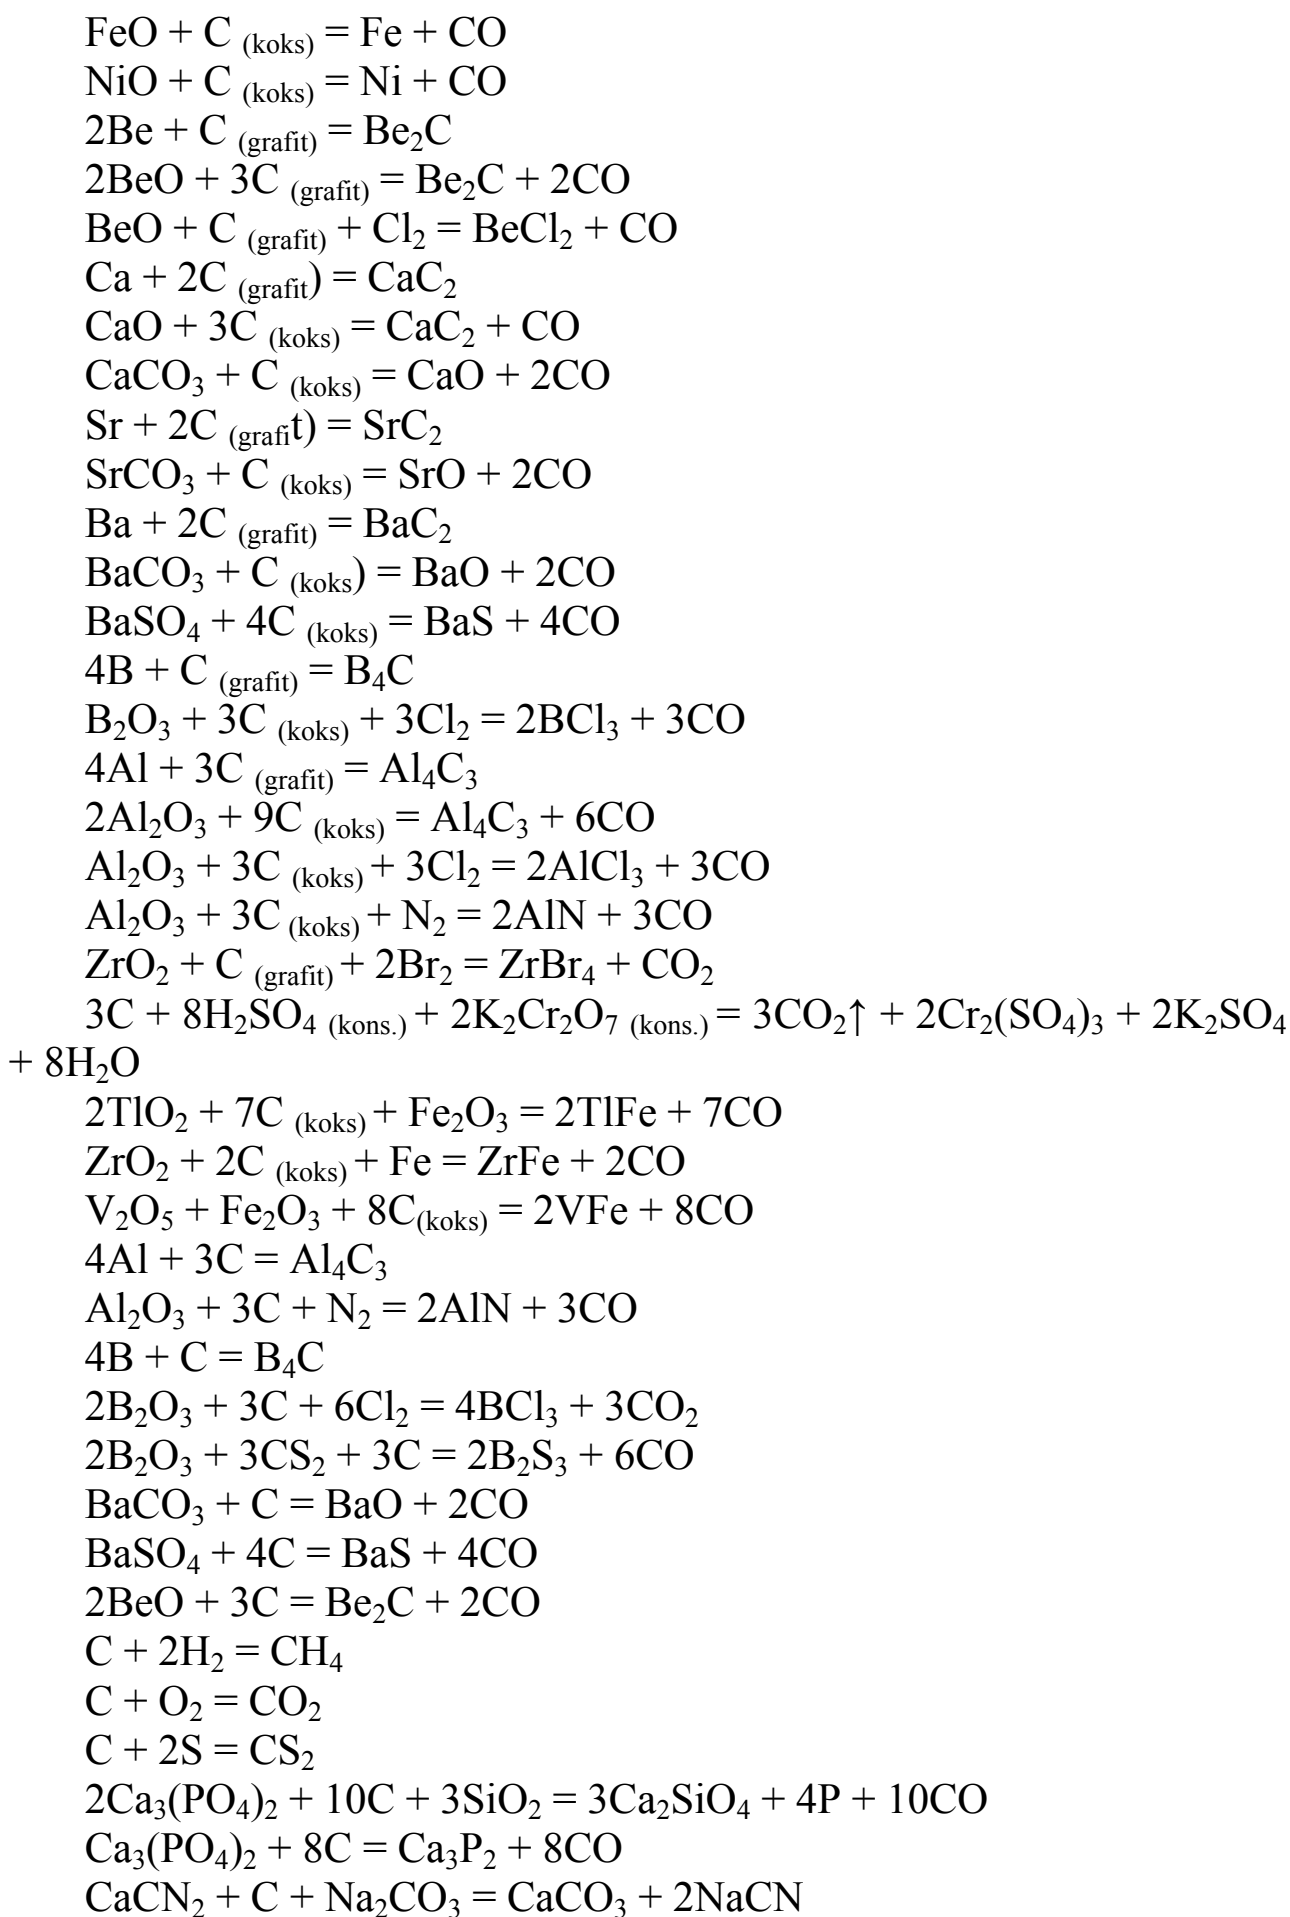 FeO + C (koks) = Fe + CO
NiO + C (koks) = Ni + CO
2Be + C (grafit) = Be₂C
2BeO + 3C (grafit) = Be₂C + 2CO
BeO + C (grafit) + Cl₂ = BeCl₂ + CO
Ca + 2C (grafit) = CaC₂
CaO + 3C (koks) = CaC₂ + CO
CaCO₃ + C (koks) = CaO + 2CO
Sr + 2C (grafit) = SrC₂
SrCO₃ + C (koks) = SrO + 2CO
Ba + 2C (grafit) = BaC₂
BaCO₃ + C (koks) = BaO + 2CO
BaSO₄ + 4C (koks) = BaS + 4CO
4B + C (grafit) = B₄C
B₂O₃ + 3C (koks) + 3Cl₂ = 2BCl₃ + 3CO
4Al + 3C (grafit) = Al₄C₃
2Al₂O₃ + 9C (koks) = Al₄C₃ + 6CO
Al₂O₃ + 3C (koks) + 3Cl₂ = 2AlCl₃ + 3CO
Al₂O₃ + 3C (koks) + N₂ = 2AlN + 3CO
ZrO₂ + C (grafit) + 2Br₂ = ZrBr₄ + CO₂
3C + 8H₂SO₄ (kons.) + 2K₂Cr₂O₇ (kons.) = 3CO₂↑ + 2Cr₂(SO₄)₃ + 2K₂SO₄
+ 8H₂O
2TlO₂ + 7C (koks) + Fe₂O₃ = 2TlFe + 7CO
ZrO₂ + 2C (koks) + Fe = ZrFe + 2CO
V₂O₅ + Fe₂O₃ + 8C(koks) = 2VFe + 8CO
4Al + 3C = Al₄C₃
Al₂O₃ + 3C + N₂ = 2AlN + 3CO
4B + C = B₄C
2B₂O₃ + 3C + 6Cl₂ = 4BCl₃ + 3CO₂
2B₂O₃ + 3CS₂ + 3C = 2B₂S₃ + 6CO
BaCO₃ + C = BaO + 2CO
BaSO₄ + 4C = BaS + 4CO
2BeO + 3C = Be₂C + 2CO
C + 2H₂ = CH₄
C + O₂ = CO₂
C + 2S = CS₂
2Ca₃(PO₄)₂ + 10C + 3SiO₂ = 3Ca₂SiO₄ + 4P + 10CO
Ca₃(PO₄)₂ + 8C = Ca₃P₂ + 8CO
CaCN₂ + C + Na₂CO₃ = CaCO₃ + 2NaCN